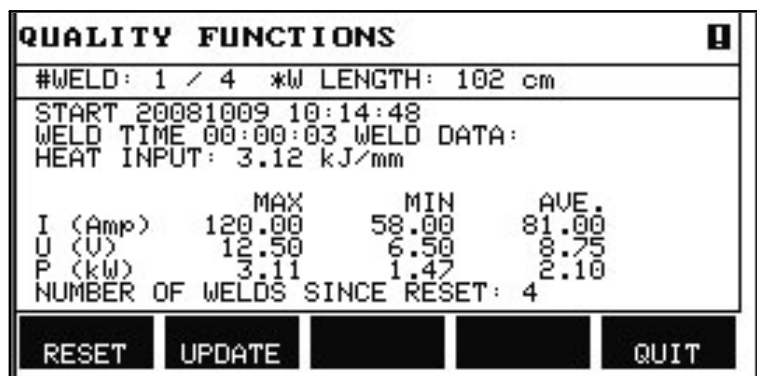 QUALITY FUNCTIONS
#WELD: 1 / 4 *W LENGTH: 102 cm
START 20081009 10:14:48
WELD TIME 00:00:03 WELD DATA:
HEAT INPUT: 3.12 kJ/mm
MAX MIN AVE.
I (Amp) 120.00 58.00 81.00
U (V) 12.50 6.50 8.75
P (kW) 3.11 1.47 2.10
NUMBER OF WELDS SINCE RESET: 4
RESET UPDATE QUIT